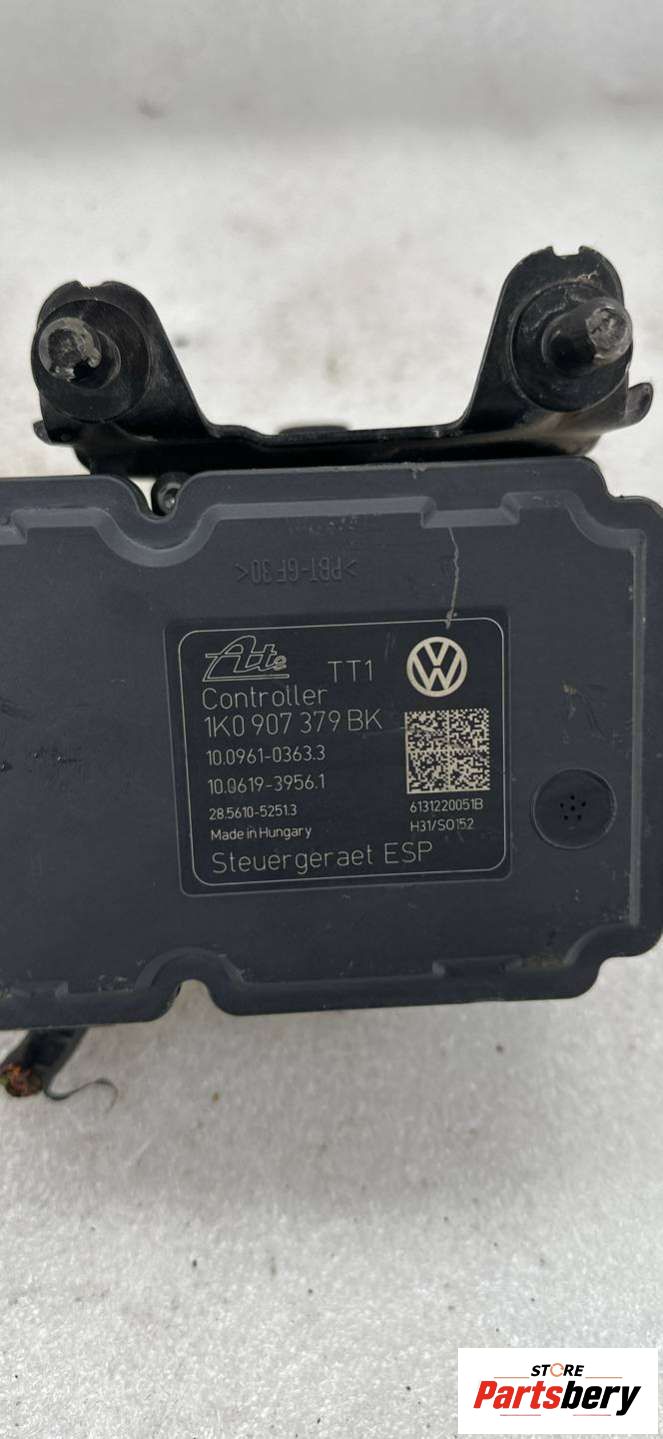 >PBT-GF30<
Ate TT1
Controller
1K0 907 379 BK
10.0961-0363.3
10.0619-3956.1
28.5610-5251.3 6131220051B
Made in Hungary H31/S0152
Steuergeraet ESP
STORE
Partsbery